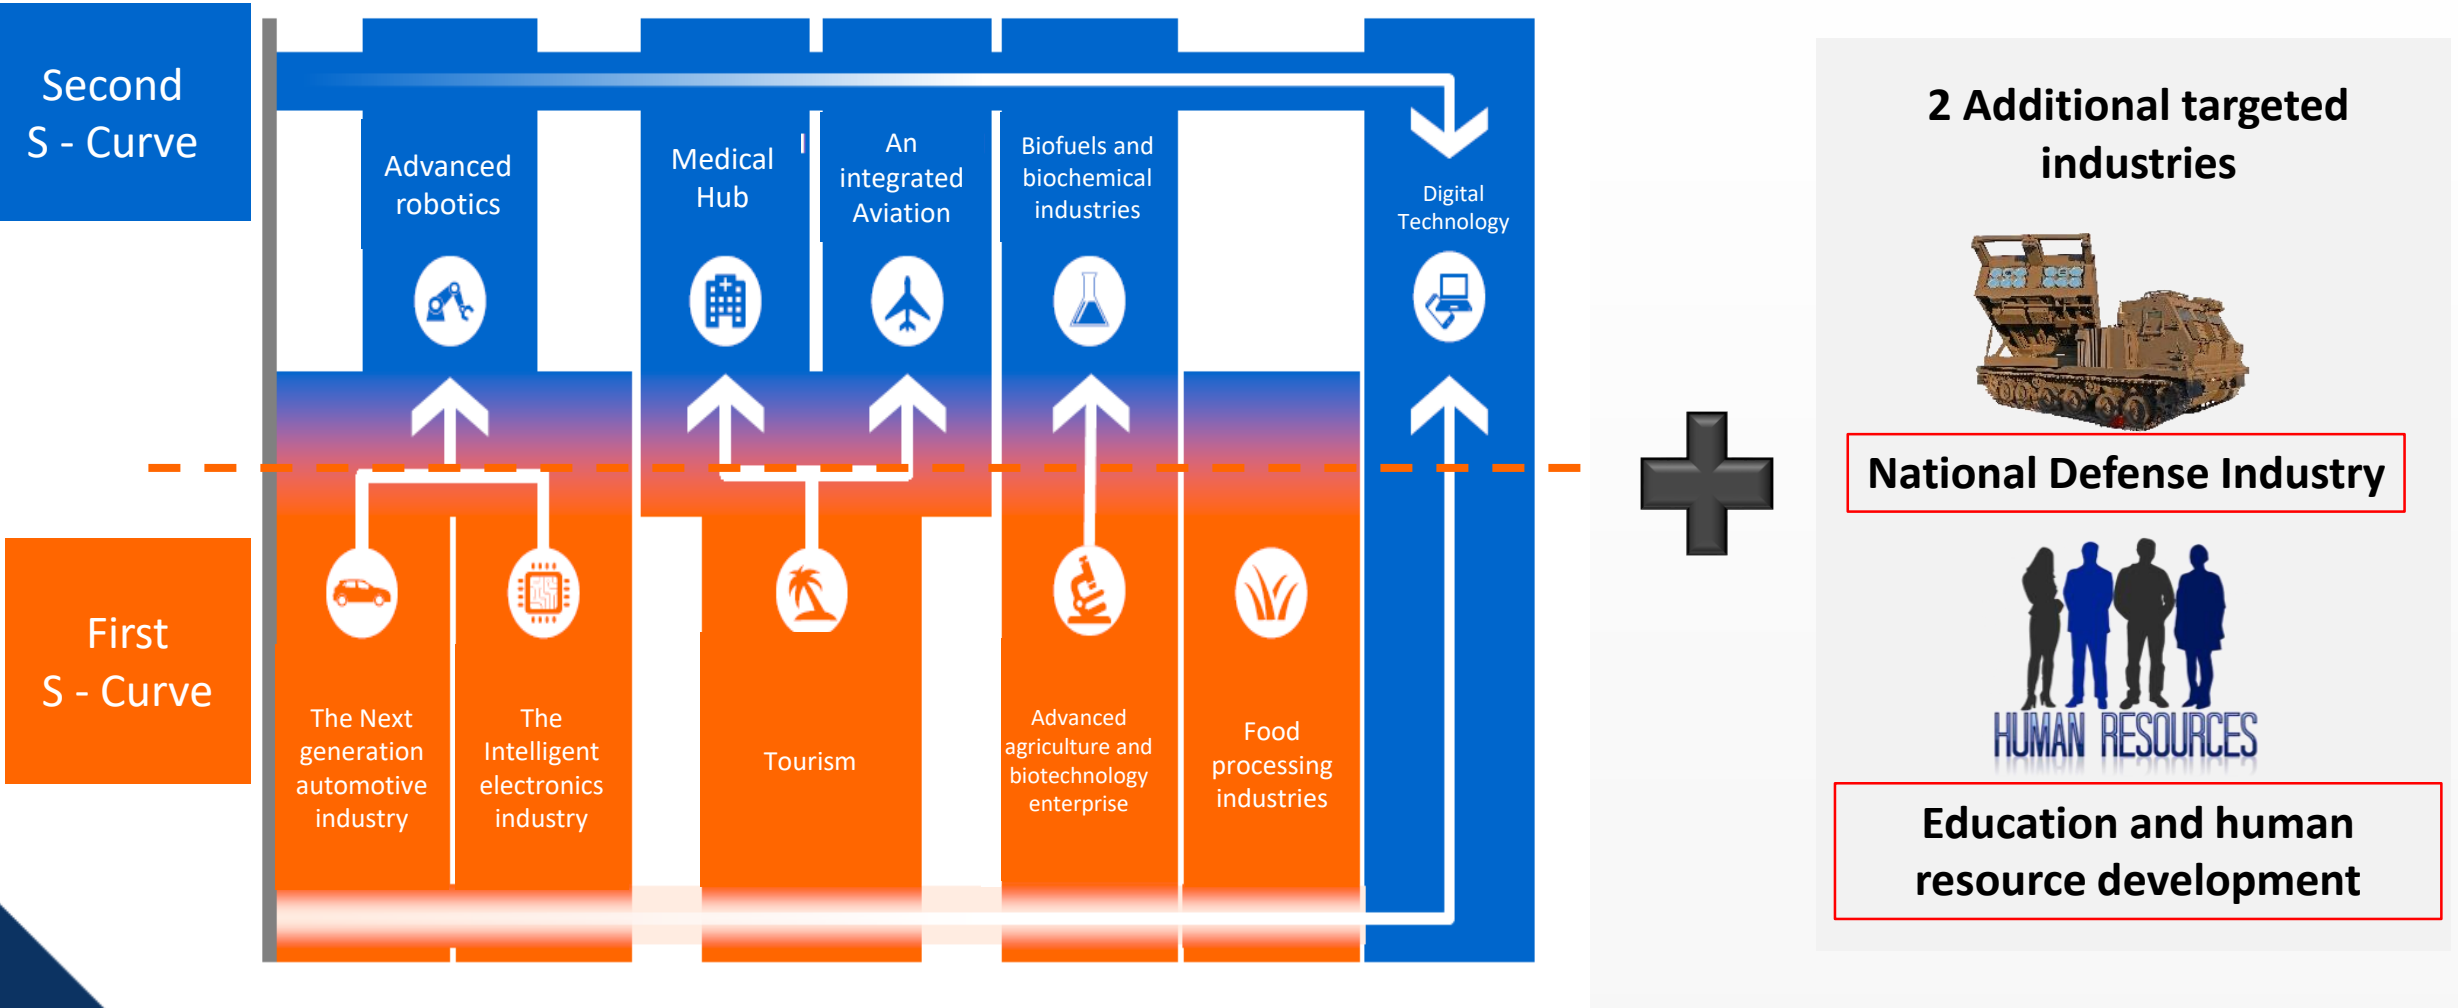 Second
S - Curve
Advanced
robotics
Medical
Hub
An
integrated
Aviation
Biofuels and
biochemical
industries
Digital
Technology
First
S - Curve
The Next
generation
automotive
industry
The
Intelligent
electronics
industry
Tourism
Advanced
agriculture and
biotechnology
enterprise
Food
processing
industries
2 Additional targeted
industries
National Defense Industry
HUMAN RESOURCES
Education and human
resource development